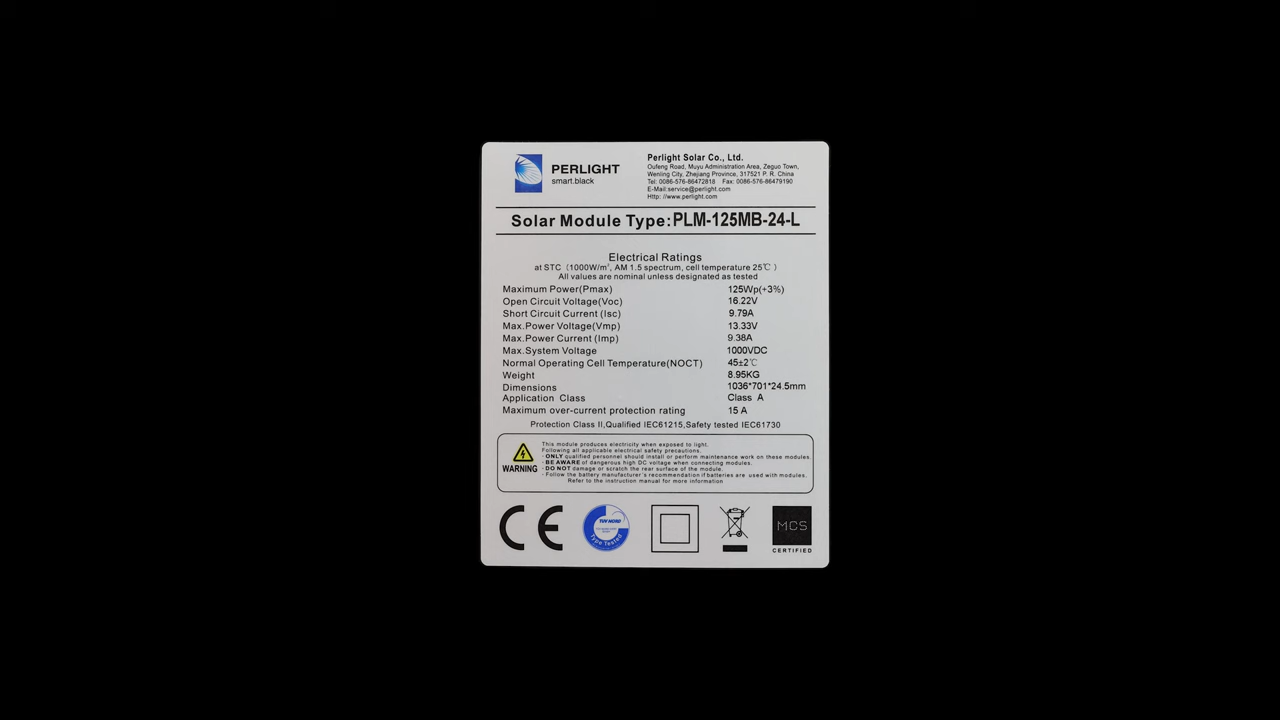 PERLIGHT
smart.black
Perlight Solar Co., Ltd.
Oufeng Road, Muyu Administration Area, Zeguo Town,
Wenling City, Zhejiang Province, 317521 P. R. China
Tel: 0086-576-86472818 Fax: 0086-576-86479190
E-Mail:service@perlight.com
Http: //www.perlight.com
Solar Module Type:PLM-125MB-24-L
Electrical Ratings
at STC (1000W/m², AM 1.5 spectrum, cell temperature 25℃ )
All values are nominal unless designated as tested
Maximum Power(Pmax) 125Wp(+3%)
Open Circuit Voltage(Voc) 16.22V
Short Circuit Current (Isc) 9.79A
Max.Power Voltage(Vmp) 13.33V
Max.Power Current (Imp) 9.38A
Max.System Voltage 1000VDC
Normal Operating Cell Temperature(NOCT) 45±2℃
Weight 8.95KG
Dimensions 1036*701*24.5mm
Application Class Class A
Maximum over-current protection rating 15 A
Protection Class II,Qualified IEC61215,Safety tested IEC61730
WARNING
This module produces electricity when exposed to light.
Following all applicable electrical safety precautions.
· ONLY qualified personnel should install or perform maintenance work on these modules.
· BE AWARE of dangerous high DC voltage when connecting modules.
· DO NOT damage or scratch the rear surface of the module.
· Follow the battery manufacturer's recommendation if batteries are used with modules.
Refer to the instruction manual for more information
CE
TUV NORD
Type Tested
MCS
CERTIFIED